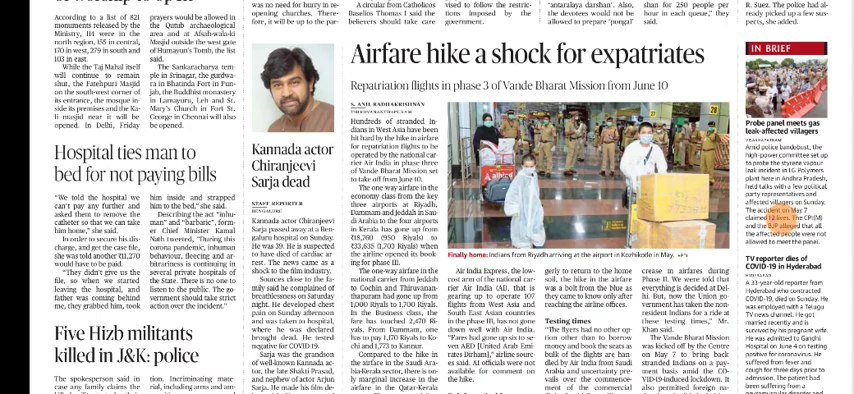 According to a list of 821
monuments released by the
Ministry, 114 were in the
north region, 155 in central,
170 in west, 279 in south and
103 in east.
While the Taj Mahal itself
will continue to remain
shut, the Fatehpuri Masjid
on the south-west corner of
its entrance, the mosque in-
side its premises and the Ka-
li masjid near it will be
opened. In Delhi, Friday
prayers would be allowed in
the Qutub archaeological
area and at Afsah-wala-ki
Masjid outside the west gate
of Humayun's Tomb, the list
said.
The Sankaracharya tem-
ple in Srinagar, the gurdwa-
ra in Bhatinda Fort in Pun-
jab, the Buddhist monastery
in Lamayuru, Leh and St.
Mary's Church in Fort St.
George in Chennai will also
be opened.
Hospital ties man to
bed for not paying bills
"We told the hospital we
can't pay any further and
asked them to remove the
catheter so that we can take
him home," she said.
In order to secure his dis-
charge, and get the case file,
she was told another ₹11,270
would have to be paid.
"They didn't give us the
file, so when we started
leaving the hospital, and
father was coming behind
me, they grabbed him, took
him inside and strapped
him to the bed," she said.
Describing the act "inhu-
man" and "barbaric", for-
mer Chief Minister Kamal
Nath tweeted, "During this
corona pandemic, inhuman
behaviour, fleecing and ar-
bitrariness is continuing in
several private hospitals of
the State. There is no one to
listen to the public. The go-
vernment should take strict
action over the incident."
Five Hizb militants
killed in J&K: police
The spokesperson said in
case any family claims the
tion. Incriminating mate-
rial, including arms and am-
was no need for hurry in re-
opening churches. There-
fore, it will be up to the par-
A circular from Catholicos
Baselios Thomas I said the
believers should take care
vised to follow the restric-
tions imposed by the
government.
'antaralaya darshan'. Also,
the devotees would not be
allowed to prepare 'pongal'
shan for 250 people per
hour in each queue," they
said.
R. Suez. The police had al-
ready picked up a few sus-
pects, she added.
Kannada actor
Chiranjeevi
Sarja dead
STAFF REPORTER
BENGALURU
Kannada actor Chiranjeevi
Sarja passed away at a Ben-
galuru hospital on Sunday.
He was 39. He is suspected
to have died of cardiac ar-
rest. The news came as a
shock to the film industry.
Sources close to the fa-
mily said he complained of
breathlessness on Saturday
night. He developed chest
pain on Sunday afternoon
and was taken to hospital,
where he was declared
brought dead. He tested
negative for COVID-19.
Sarja was the grandson
of well-known Kannada ac-
tor, the late Shakti Prasad,
and nephew of actor Arjun
Sarja. He made his film de-
Airfare hike a shock for expatriates
Repatriation flights in phase 3 of Vande Bharat Mission from June 10
S. ANIL RADHAKRISHNAN
THIRUVANANTHAPURAM
Hundreds of stranded In-
dians in West Asia have been
hit hard by the hike in airfare
for repatriation flights to be
operated by the national car-
rier Air India in phase three
of Vande Bharat Mission set
to take off from June 10.
The one way airfare in the
economy class from the key
three airports at Riyadh,
Dammam and Jeddah in Sau-
di Arabia to the four airports
in Kerala has gone up from
₹18,760 (950 Riyals) to
₹33,635 (1,703 Riyals) when
the airline opened its book-
ing for phase III.
The one-way airfare in the
national carrier from Jeddah
to Cochin and Thiruvanan-
thapuram had gone up from
1,000 Riyals to 1,700 Riyals.
In the Business class, the
fare has touched 2,470 Ri-
yals. From Dammam, one
has to pay 1,170 Riyals to Ko-
chi and 1,773 to Kannur.
Compared to the hike in
the airfare in the Saudi Ara-
bia-Kerala sector, there is on-
ly marginal increase in the
airfare in the Qatar-Kerala
Finally home: Indians from Riyadh arriving at the airport in Kozhikode in May.
Air India Express, the low-
cost arm of the national car-
rier Air India (AI), that is
gearing up to operate 107
flights from West Asia and
South East Asian countries
in the phase III, has not gone
down well with Air India.
"Fares had gone up six to se-
ven AED [United Arab Emi-
rates Dirham]," airline sourc-
es said. AI officials were not
available for comment on
the hike.
gerly to return to the home
soil, the hike in the airfare
was a bolt from the blue as
they came to know only after
reaching the airline offices.
Testing times
"The flyers had no other op-
tion other than to borrow
money and book the seats as
bulk of the flights are han-
dled by Air India from Saudi
Arabia and uncertainty pre-
vails over the commence-
ment of the commercial
crease in airfares during
Phase II. We were told that
everything is decided at Del-
hi. But, now the Union go-
vernment has taken the non-
resident Indians for a ride at
these testing times," Mr.
Khan said.
The Vande Bharat Mission
was kicked off by the Centre
on May 7 to bring back
stranded Indians on a pay-
ment basis amid the CO-
VID-19-induced lockdown. It
also permitted foreign na-
IN BRIEF
Probe panel meets gas
leak-affected villagers
VISAKHAPATNAM
Amid police bandobust, the
high-power committee set up
to probe the styrene vapour
leak incident in LG Polymers
plant here in Andhra Pradesh,
held talks with a few political
party representatives and
affected villagers on Sunday.
The accident on May 7
claimed 12 lives. The CPI(M)
and the BJP alleged that all
the affected people were not
allowed to meet the panel.
TV reporter dies of
COVID-19 in Hyderabad
HYDERABAD
A 33-year-old reporter from
Hyderabad who contracted
COVID-19, died on Sunday. He
was employed with a Telugu
TV news channel. He got
married recently and is
survived by his pregnant wife.
He was admitted to Gandhi
Hospital on June 4 on testing
positive for coronavirus. He
suffered from fever and
cough for three days prior to
admission. The patient had
been suffering from a